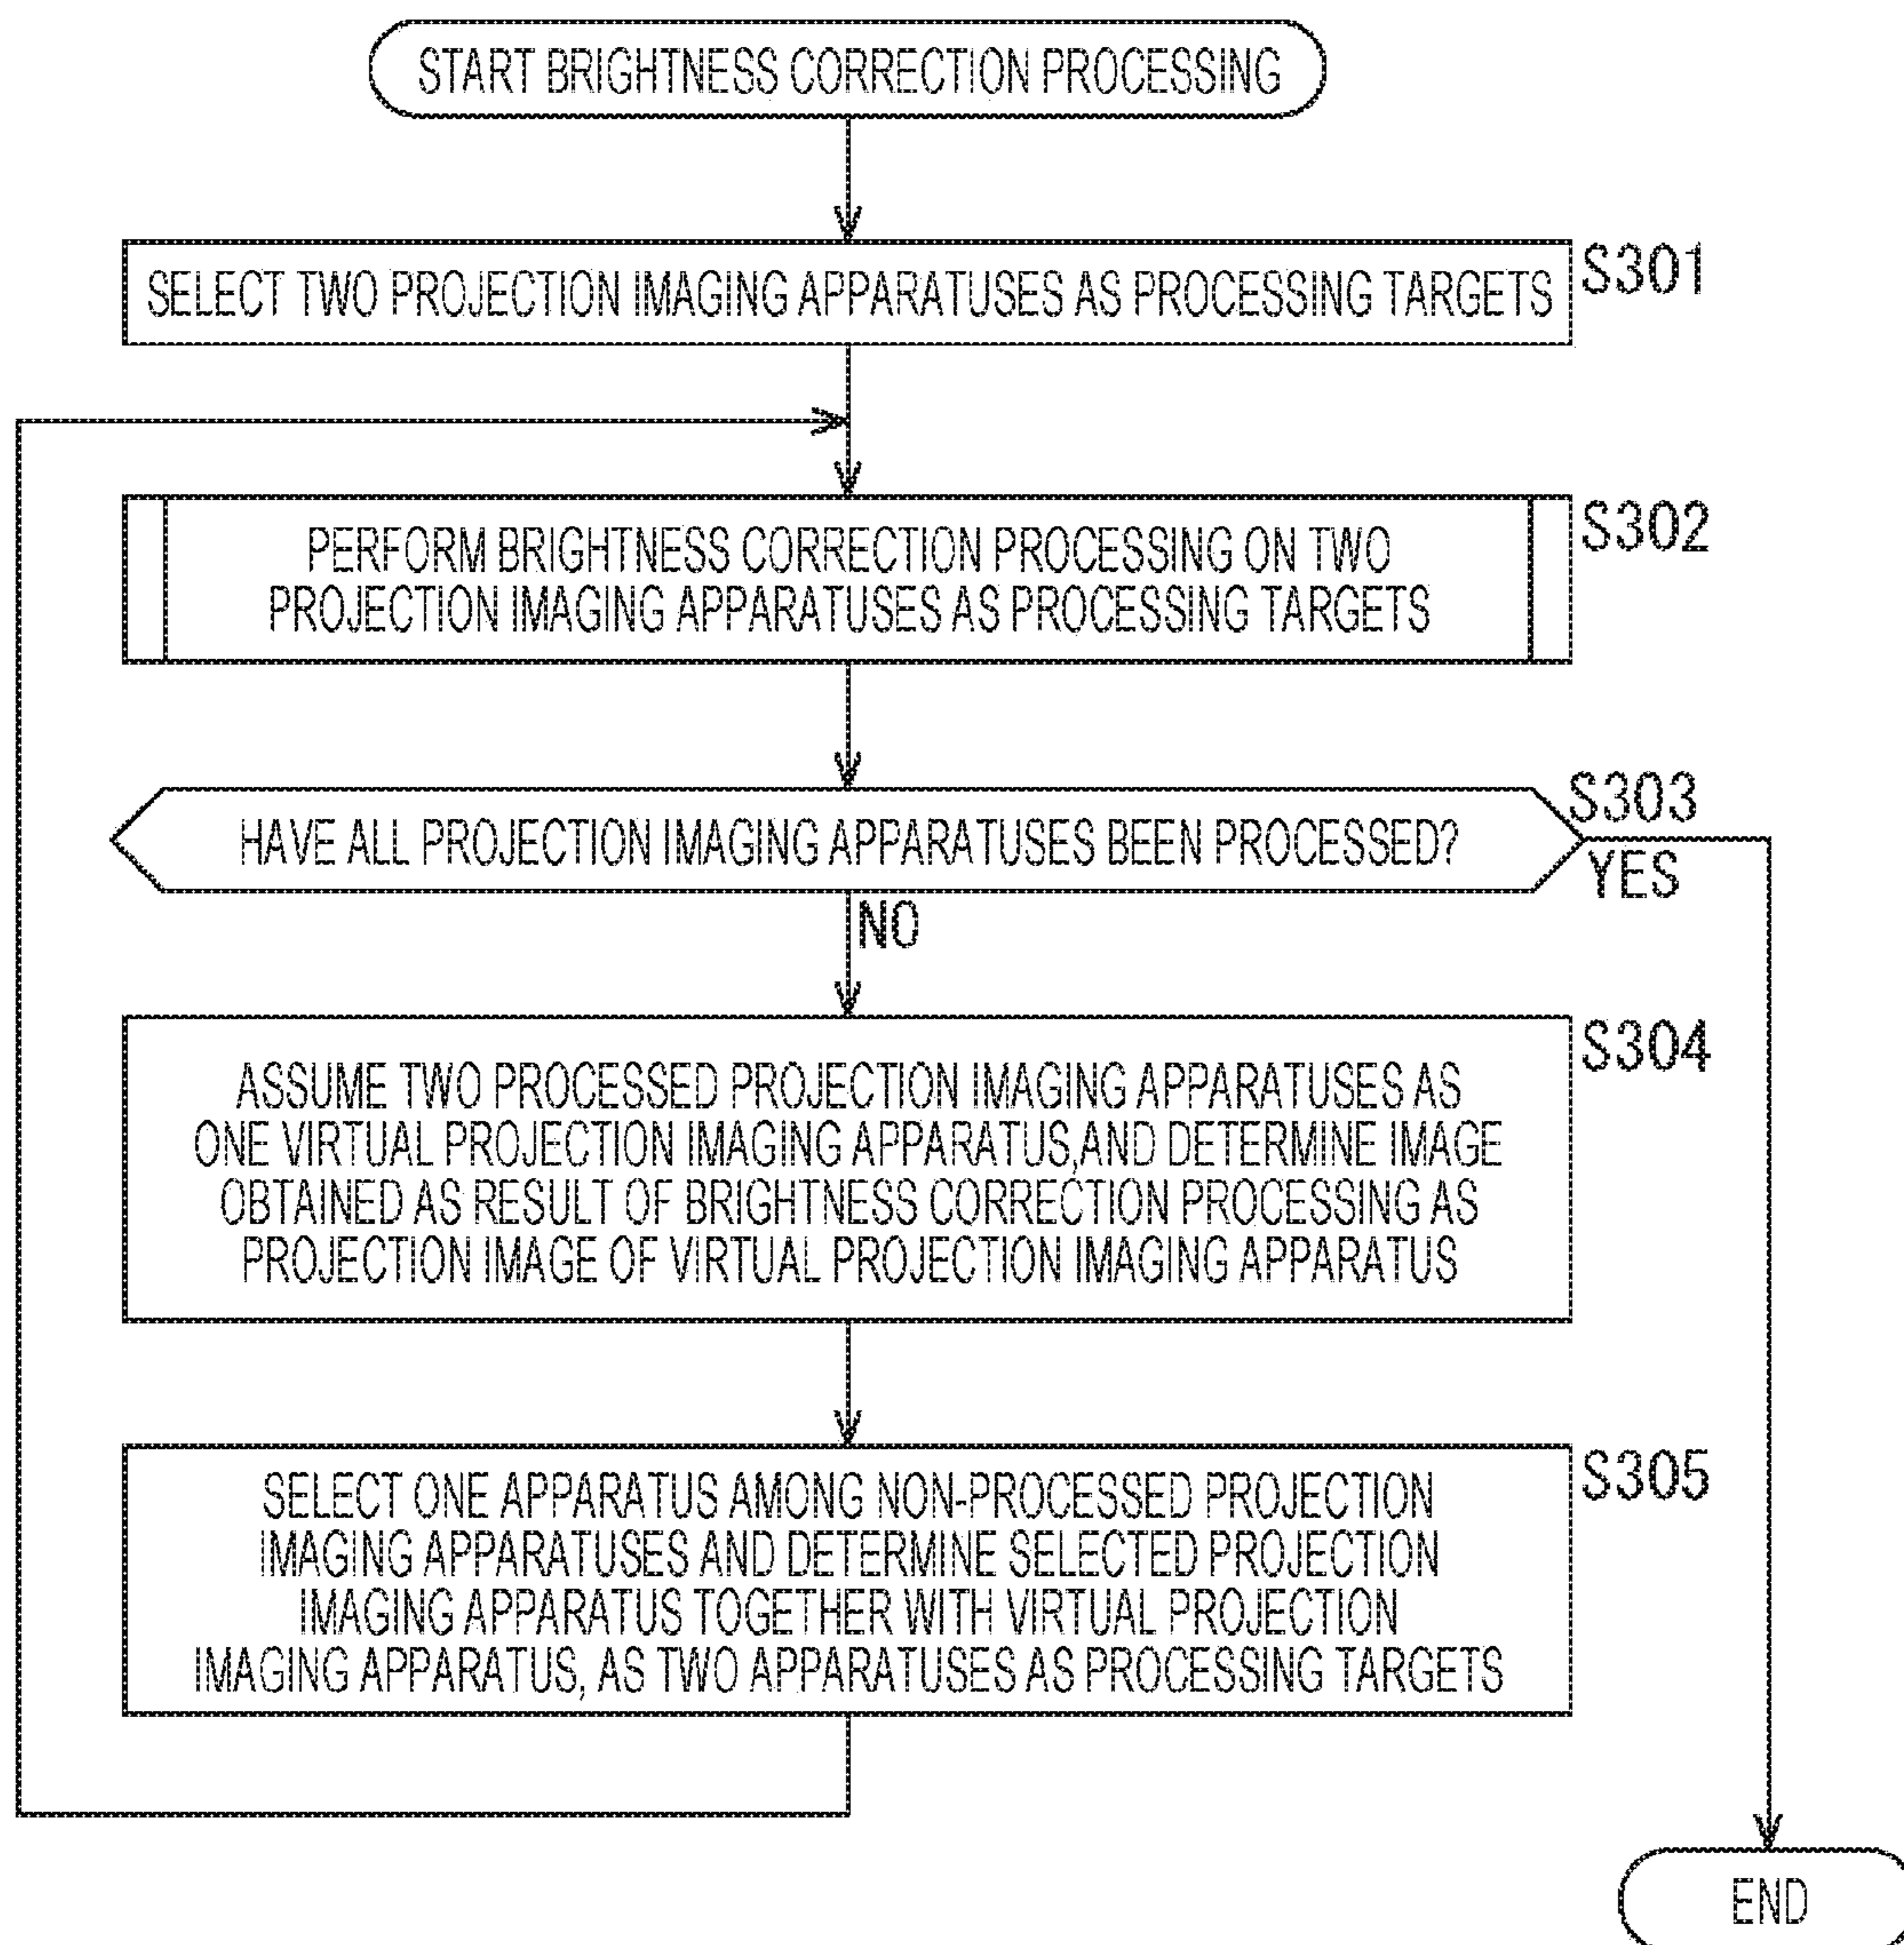 START BRIGHTNESS CORRECTION PROCESSING
SELECT TWO PROJECTION IMAGING APPARATUSES AS PROCESSING TARGETS
S301
PERFORM BRIGHTNESS CORRECTION PROCESSING ON TWO
PROJECTION IMAGING APPARATUSES AS PROCESSING TARGETS
S302
HAVE ALL PROJECTION IMAGING APPARATUSES BEEN PROCESSED?
S303
YES
NO
ASSUME TWO PROCESSED PROJECTION IMAGING APPARATUSES AS
ONE VIRTUAL PROJECTION IMAGING APPARATUS,AND DETERMINE IMAGE
OBTAINED AS RESULT OF BRIGHTNESS CORRECTION PROCESSING AS
PROJECTION IMAGE OF VIRTUAL PROJECTION IMAGING APPARATUS
S304
SELECT ONE APPARATUS AMONG NON-PROCESSED PROJECTION
IMAGING APPARATUSES AND DETERMINE SELECTED PROJECTION
IMAGING APPARATUS TOGETHER WITH VIRTUAL PROJECTION
IMAGING APPARATUS, AS TWO APPARATUSES AS PROCESSING TARGETS
S305
END